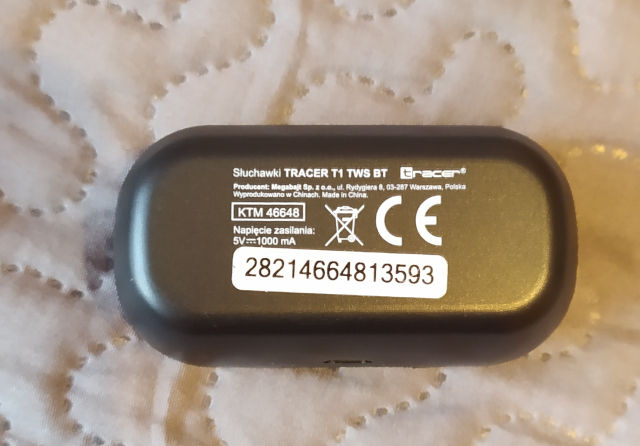 Słuchawki TRACER T1 TWS BT tracer®
Producent: Megabajt Sp. z o.o., ul. Rydygiera 8, 03-287 Warszawa, Polska
Wyprodukowano w Chinach. Made in China.
KTM 46648
Napięcie zasilania:
5V⎓1000 mA
CE
28214664813593